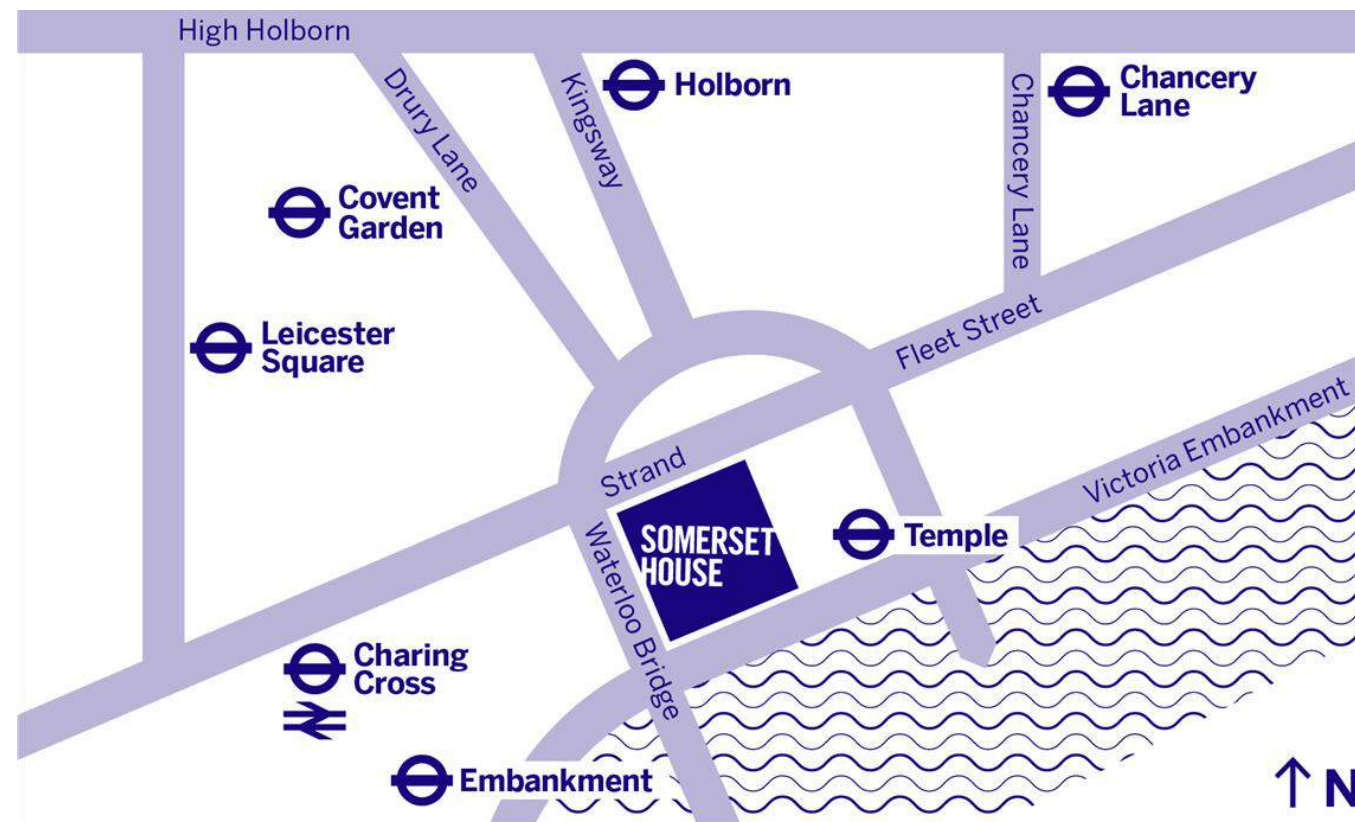 High Holborn
Drury Lane
Kingsway
Holborn
Chancery Lane
Chancery
Lane
Covent
Garden
Leicester
Square
Fleet Street
Strand
Victoria Embankment
SOMERSET
HOUSE
Temple
Waterloo Bridge
Charing
Cross
Embankment
N